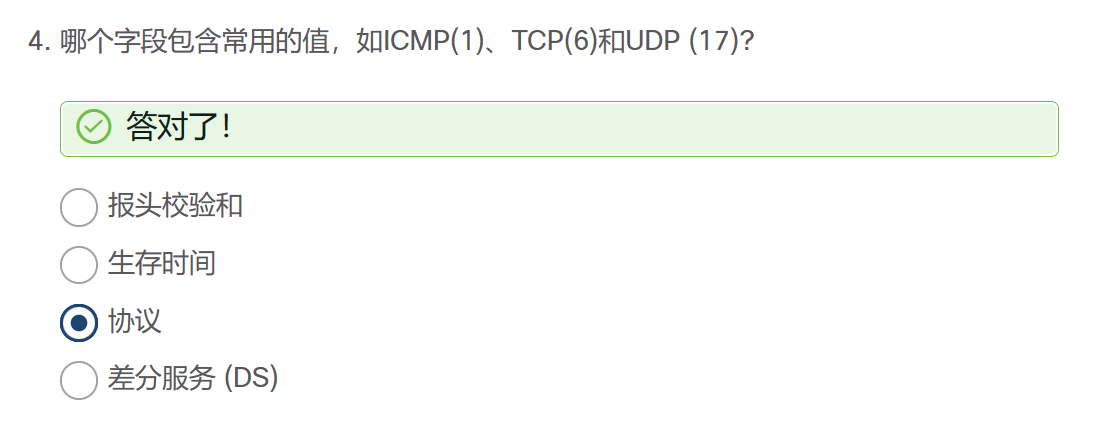 4. 哪个字段包含常用的值，如ICMP(1)、TCP(6)和UDP (17)?
答对了！
报头校验和
生存时间
协议
差分服务 (DS)